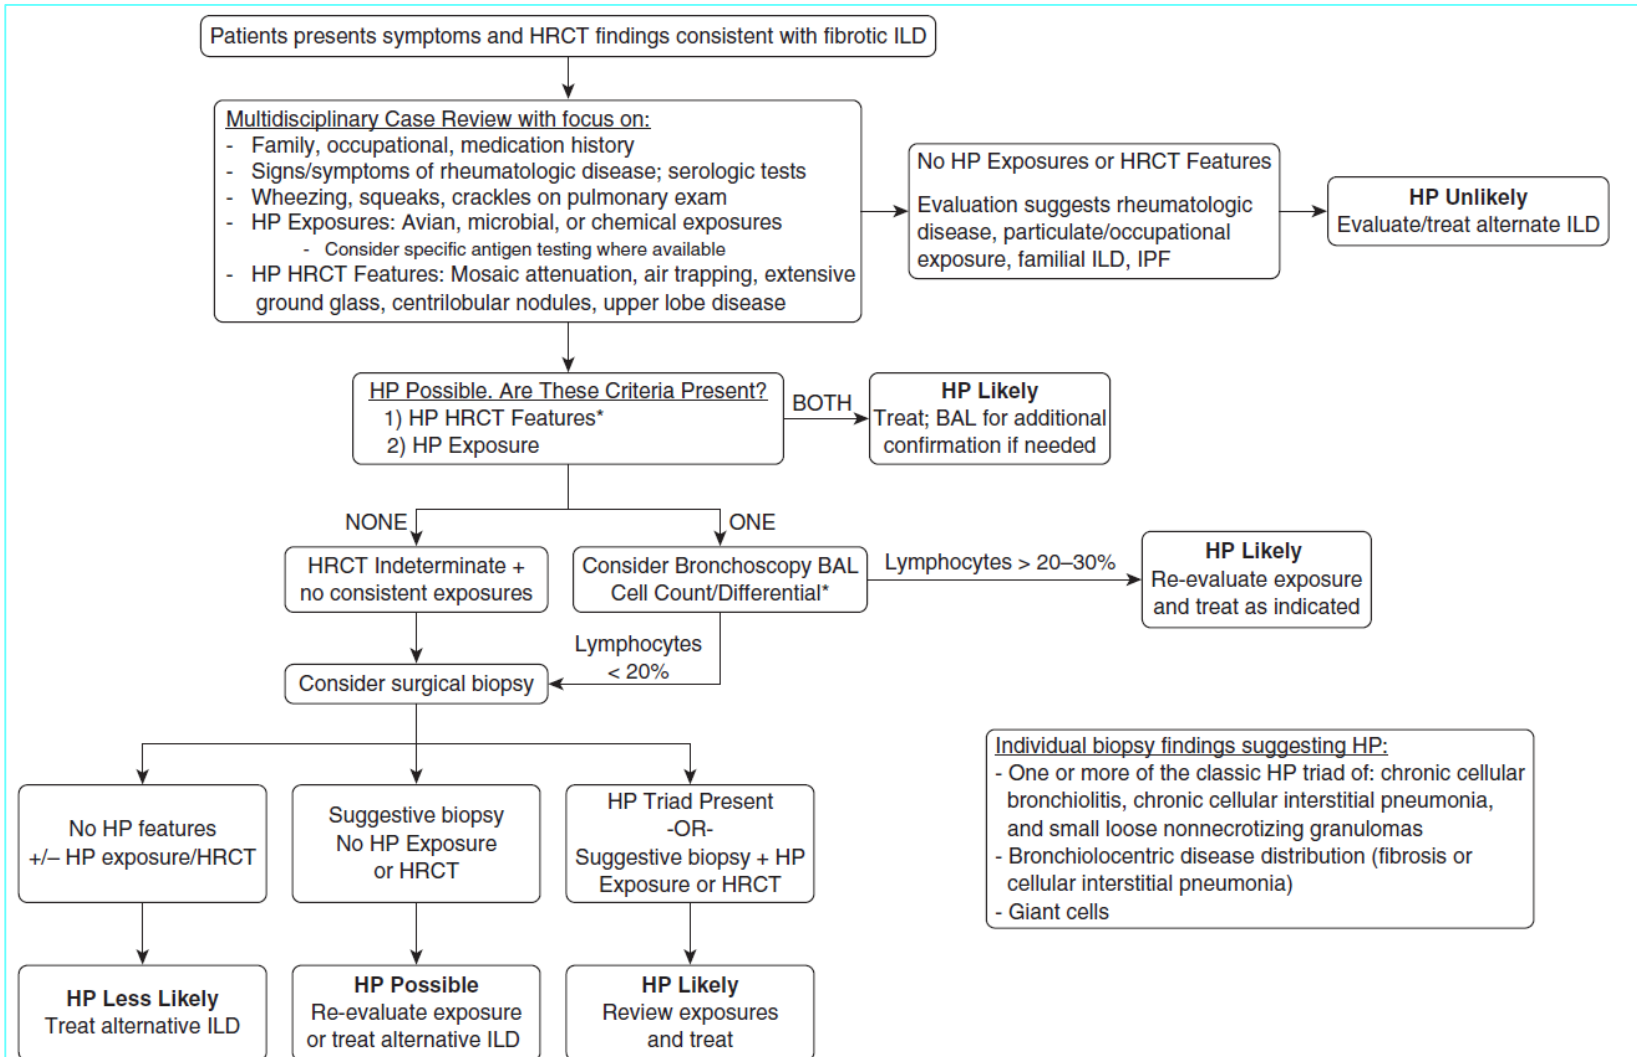 Patients presents symptoms and HRCT findings consistent with fibrotic ILD
Multidisciplinary Case Review with focus on:
- Family, occupational, medication history
- Signs/symptoms of rheumatologic disease; serologic tests
- Wheezing, squeaks, crackles on pulmonary exam
- HP Exposures: Avian, microbial, or chemical exposures
- Consider specific antigen testing where available
- HP HRCT Features: Mosaic attenuation, air trapping, extensive
ground glass, centrilobular nodules, upper lobe disease
No HP Exposures or HRCT Features
Evaluation suggests rheumatologic
disease, particulate/occupational
exposure, familial ILD, IPF
HP Unlikely
Evaluate/treat alternate ILD
HP Possible. Are These Criteria Present?
1) HP HRCT Features*
2) HP Exposure
BOTH
HP Likely
Treat; BAL for additional
confirmation if needed
NONE
ONE
HRCT Indeterminate +
no consistent exposures
Consider Bronchoscopy BAL
Cell Count/Differential*
Lymphocytes > 20–30%
HP Likely
Re-evaluate exposure
and treat as indicated
Lymphocytes
< 20%
Consider surgical biopsy
No HP features
+/– HP exposure/HRCT
Suggestive biopsy
No HP Exposure
or HRCT
HP Triad Present
-OR-
Suggestive biopsy + HP
Exposure or HRCT
Individual biopsy findings suggesting HP:
- One or more of the classic HP triad of: chronic cellular
bronchiolitis, chronic cellular interstitial pneumonia,
and small loose nonnecrotizing granulomas
- Bronchiolocentric disease distribution (fibrosis or
cellular interstitial pneumonia)
- Giant cells
HP Less Likely
Treat alternative ILD
HP Possible
Re-evaluate exposure
or treat alternative ILD
HP Likely
Review exposures
and treat